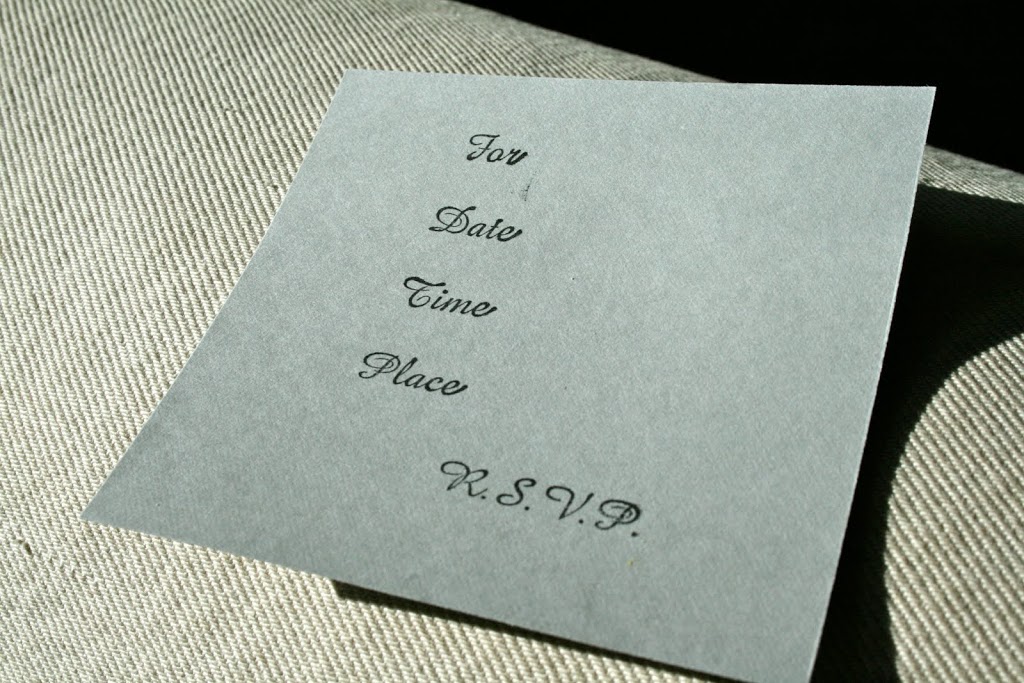 For
Date
Time
Place
R.S.V.P.